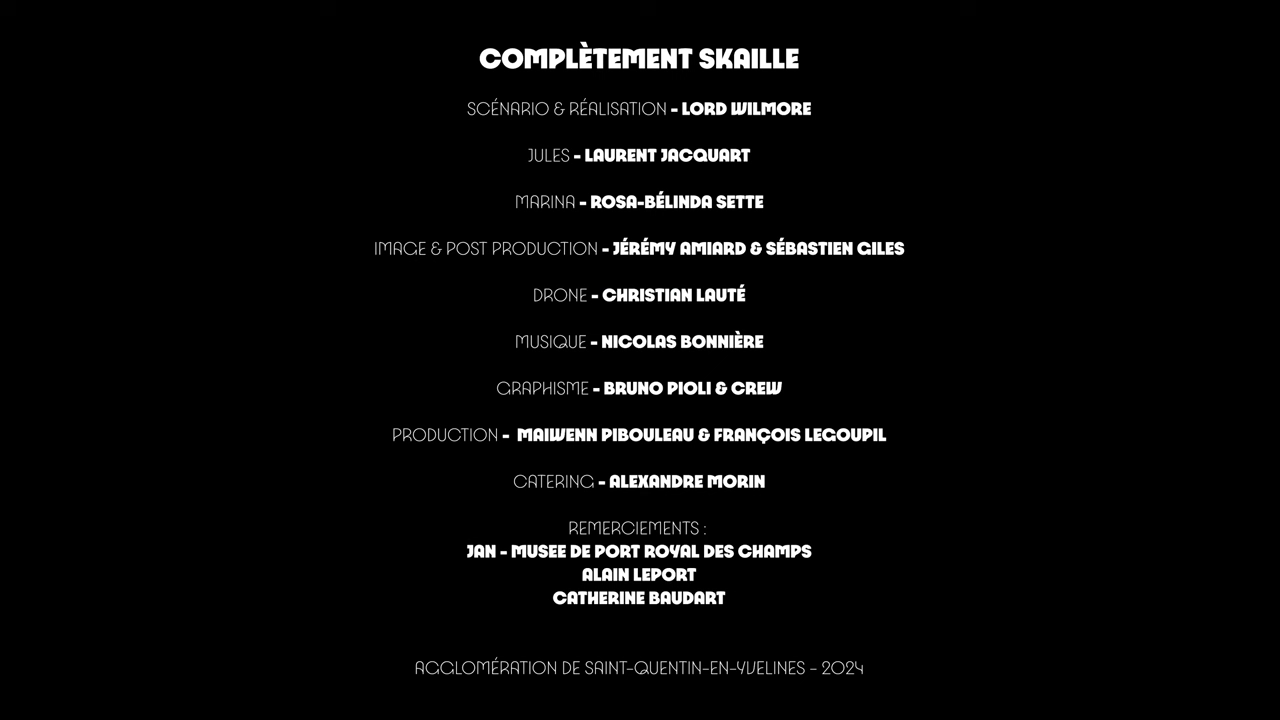 COMPLÈTEMENT SKAILLE
SCÉNARIO & RÉALISATION - LORD WILMORE
JULES - LAURENT JACQUART
MARINA - ROSA-BÉLINDA SETTE
IMAGE & POST PRODUCTION - JÉRÉMY AMIARD & SÉBASTIEN GILES
DRONE - CHRISTIAN LAUTÉ
MUSIQUE - NICOLAS BONNIÈRE
GRAPHISME - BRUNO PIOLI & CREW
PRODUCTION - MAIWENN PIBOULEAU & FRANÇOIS LEGOUPIL
CATERING - ALEXANDRE MORIN
REMERCIEMENTS :
JAN - MUSEE DE PORT ROYAL DES CHAMPS
ALAIN LEPORT
CATHERINE BAUDART
AGGLOMÉRATION DE SAINT-QUENTIN-EN-YVELINES - 2024